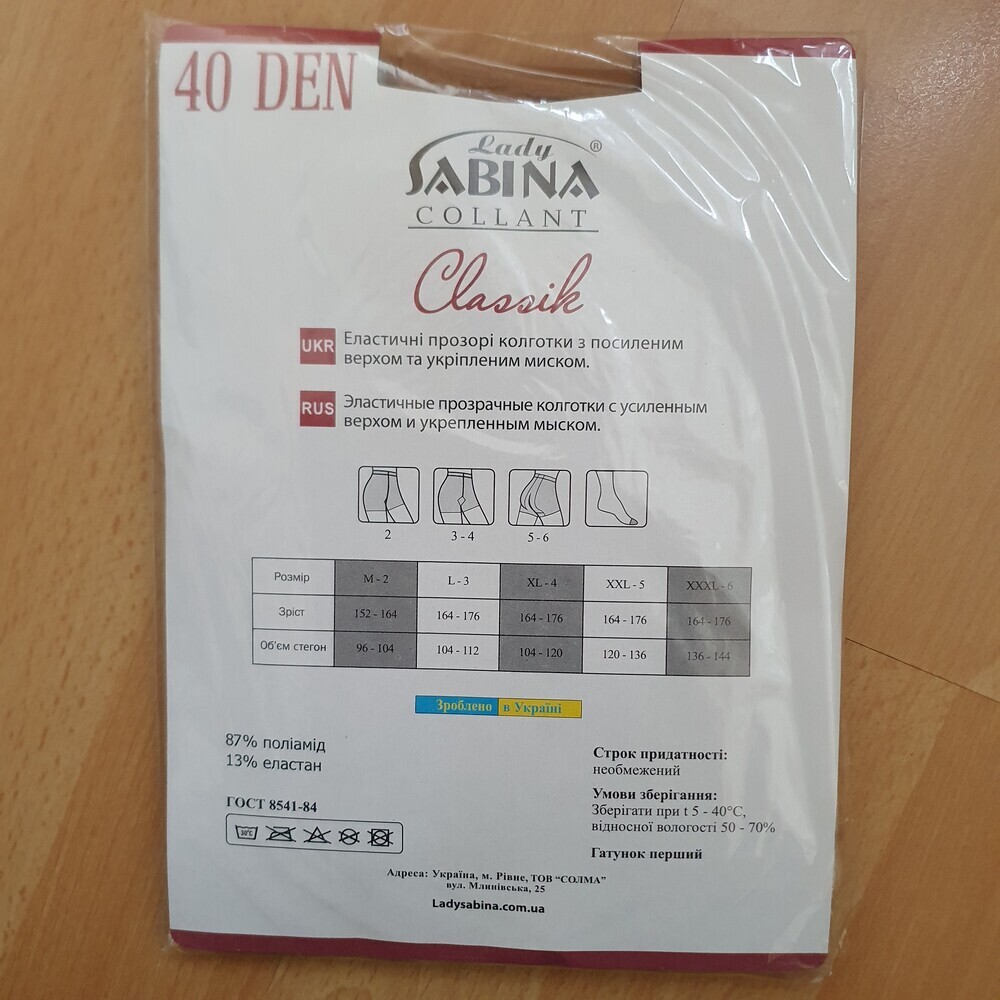 40 DEN
Lady ®
SABINA
COLLANT
Classik
UKR Еластичні прозорі колготки з посиленим
верхом та укріпленим миском.
RUS Эластичные прозрачные колготки с усиленным
верхом и укрепленным мыском.
2 3 - 4 5 - 6
Розмір M - 2 L - 3 XL - 4 XXL - 5 XXXL - 6
Зріст 152 - 164 164 - 176 164 - 176 164 - 176 164 - 176
Об'єм стегон 96 - 104 104 - 112 104 - 120 120 - 136 136 - 144
Зроблено в Україні
87% поліамід
13% еластан
ГОСТ 8541-84
30°C
Строк придатності:
необмежений
Умови зберігання:
Зберігати при t 5 - 40°C,
відносної вологості 50 - 70%
Гатунок перший
Адреса: Україна, м. Рівне, ТОВ “СОЛМА”
вул. Млинівська, 25
Ladysabina.com.ua